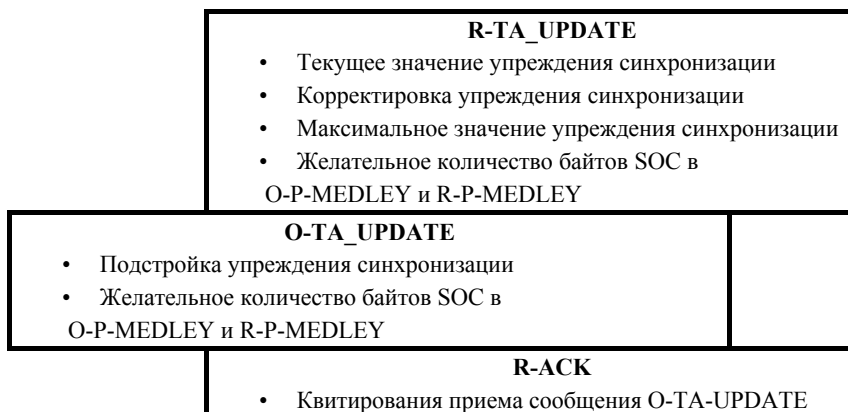 R-TA_UPDATE
• Текущее значение упреждения синхронизации
• Корректировка упреждения синхронизации
• Максимальное значение упреждения синхронизации
• Желательное количество байтов SOC в
O-P-MEDLEY и R-P-MEDLEY
O-TA_UPDATE
• Подстройка упреждения синхронизации
• Желательное количество байтов SOC в
O-P-MEDLEY и R-P-MEDLEY
R-ACK
• Квитирования приема сообщения O-TA-UPDATE